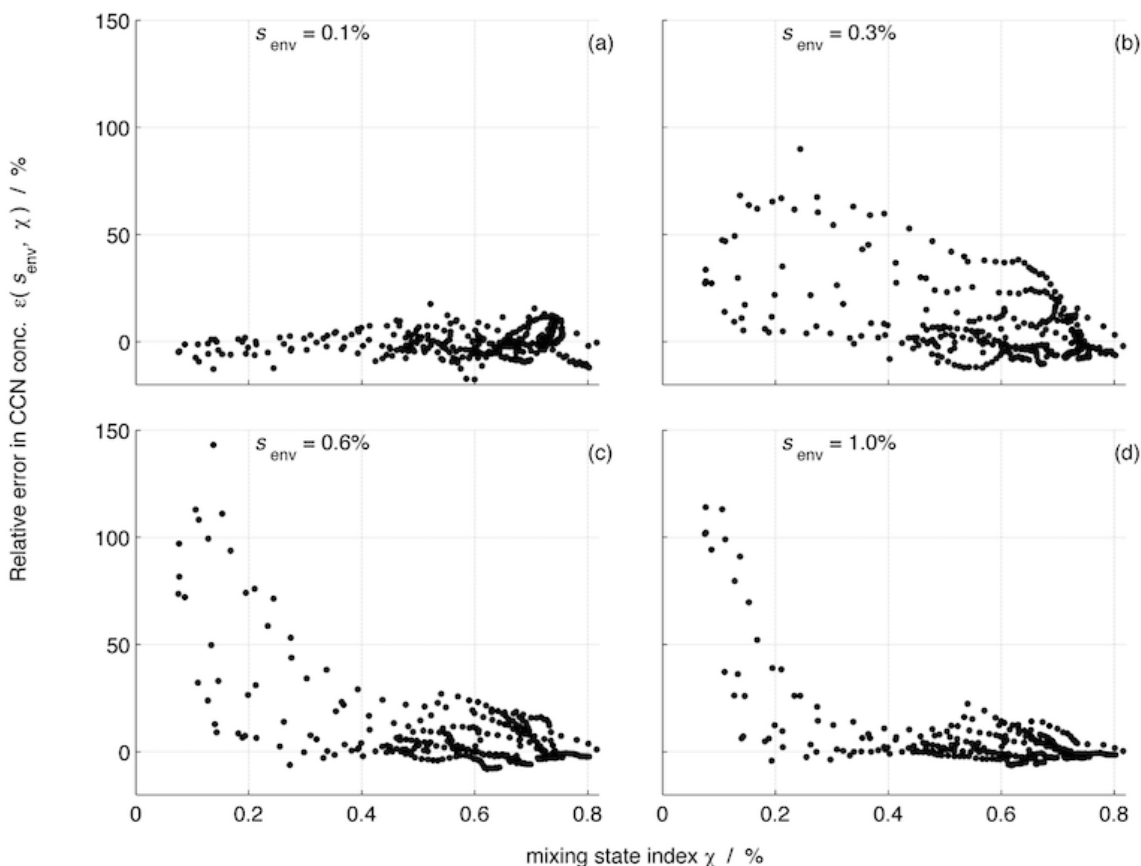 150
100
50
0
s env = 0.1%
(a)
s env = 0.3%
(b)
150
100
50
0
s env = 0.6%
(c)
s env = 1.0%
(d)
0 0.2 0.4 0.6 0.8
0 0.2 0.4 0.6 0.8
Relative error in CCN conc. ε( s env, χ ) / %
mixing state index χ / %